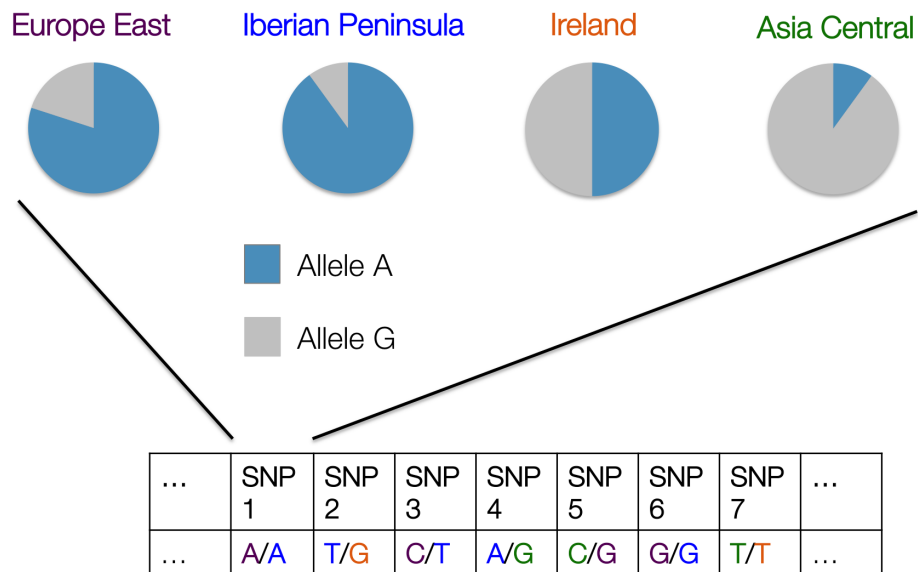 Europe East Iberian Peninsula Ireland Asia Central
Allele A
Allele G
... SNP 1 SNP 2 SNP 3 SNP 4 SNP 5 SNP 6 SNP 7 ...
... A/A T/G C/T A/G C/G G/G T/T ...